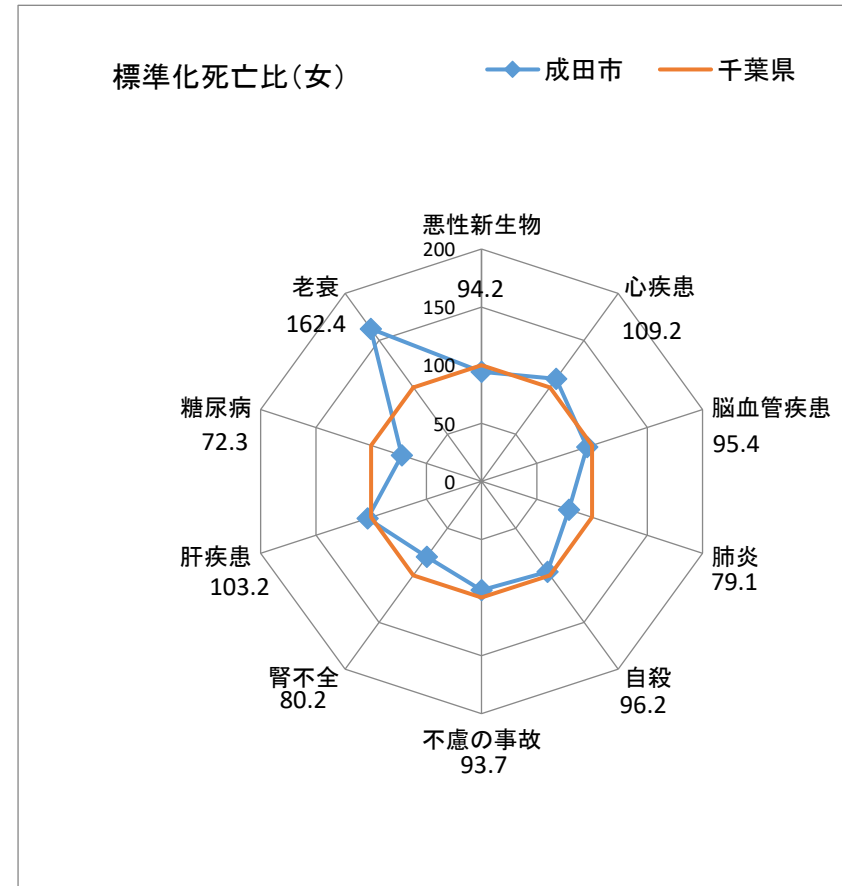 標準化死亡比(女)
成田市
千葉県
悪性新生物
200
94.2
150
100
50
0
心疾患
109.2
脳血管疾患
95.4
肺炎
79.1
自殺
96.2
不慮の事故
93.7
腎不全
80.2
肝疾患
103.2
糖尿病
72.3
老衰
162.4